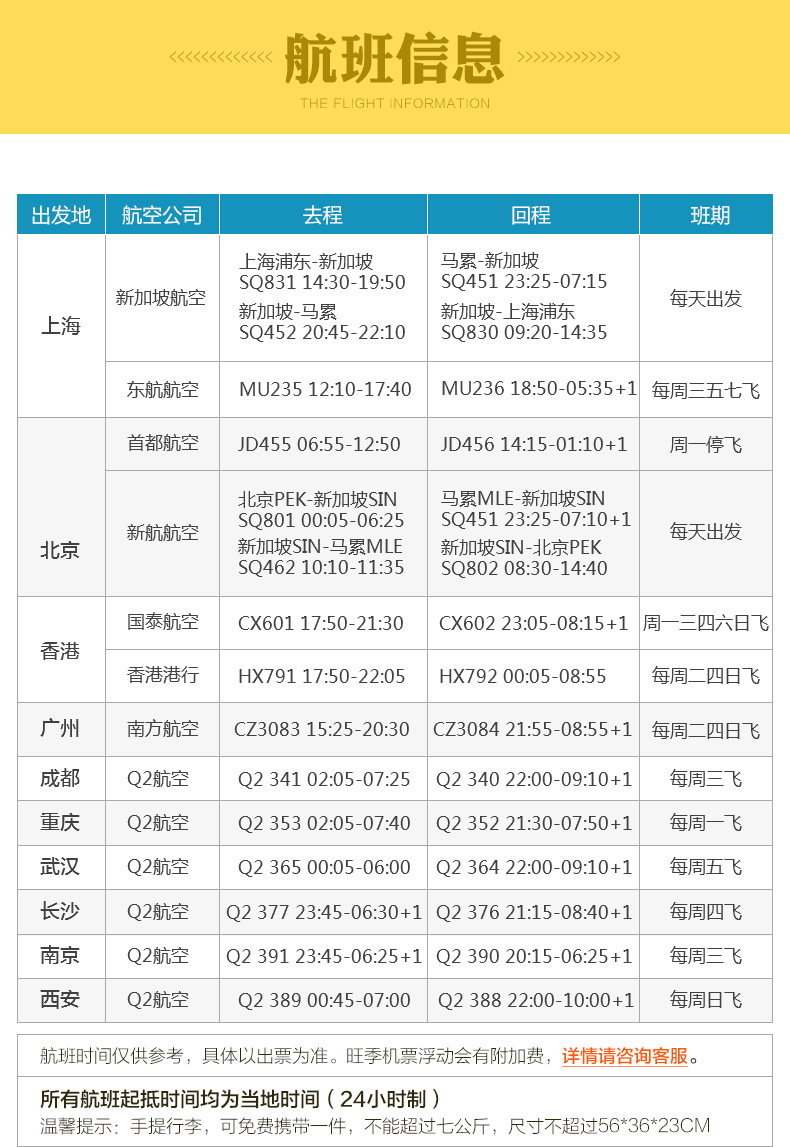 航班信息
THE FLIGHT INFORMATION
出发地 航空公司 去程 回程 班期
上海
新加坡航空
上海浦东-新加坡
SQ831 14:30-19:50
新加坡-马累
SQ452 20:45-22:10
马累-新加坡
SQ451 23:25-07:15
新加坡-上海浦东
SQ830 09:20-14:35
每天出发
东航航空 MU235 12:10-17:40 MU236 18:50-05:35+1 每周三五七飞
北京
首都航空 JD455 06:55-12:50 JD456 14:15-01:10+1 周一停飞
新航航空
北京PEK-新加坡SIN
SQ801 00:05-06:25
新加坡SIN-马累MLE
SQ462 10:10-11:35
马累MLE-新加坡SIN
SQ451 23:25-07:10+1
新加坡SIN-北京PEK
SQ802 08:30-14:40
每天出发
香港
国泰航空 CX601 17:50-21:30 CX602 23:05-08:15+1 周一三四六日飞
香港港行 HX791 17:50-22:05 HX792 00:05-08:55 每周二四日飞
广州 南方航空 CZ3083 15:25-20:30 CZ3084 21:55-08:55+1 每周二四日飞
成都 Q2航空 Q2 341 02:05-07:25 Q2 340 22:00-09:10+1 每周三飞
重庆 Q2航空 Q2 353 02:05-07:40 Q2 352 21:30-07:50+1 每周一飞
武汉 Q2航空 Q2 365 00:05-06:00 Q2 364 22:00-09:10+1 每周五飞
长沙 Q2航空 Q2 377 23:45-06:30+1 Q2 376 21:15-08:40+1 每周四飞
南京 Q2航空 Q2 391 23:45-06:25+1 Q2 390 20:15-06:25+1 每周三飞
西安 Q2航空 Q2 389 00:45-07:00 Q2 388 22:00-10:00+1 每周日飞
航班时间仅供参考，具体以出票为准。旺季机票浮动会有附加费，详情请咨询客服。
所有航班起抵时间均为当地时间（24小时制）
温馨提示：手提行李，可免费携带一件，不能超过七公斤，尺寸不超过56*36*23CM